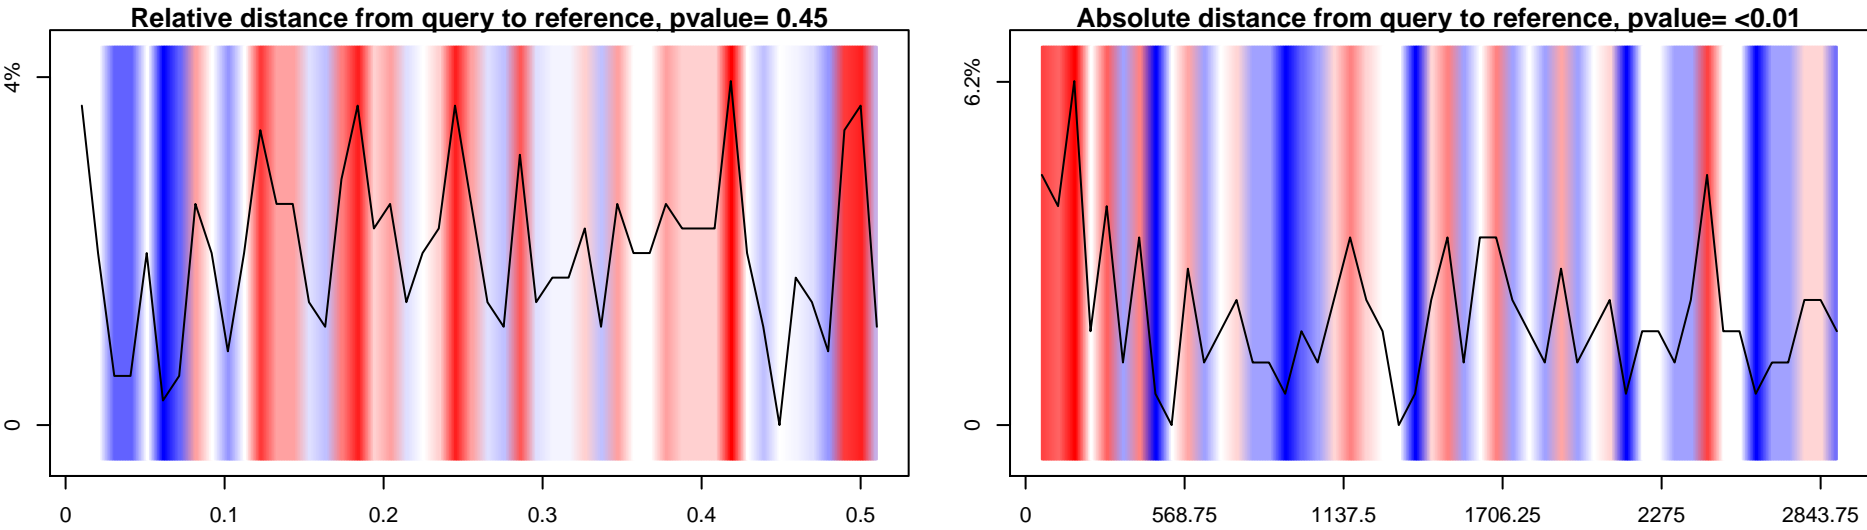 Relative distance from query to reference, pvalue= 0.45
4%
0
0 0.1 0.2 0.3 0.4 0.5
Absolute distance from query to reference, pvalue= <0.01
6.2%
0
0 568.75 1137.5 1706.25 2275 2843.75